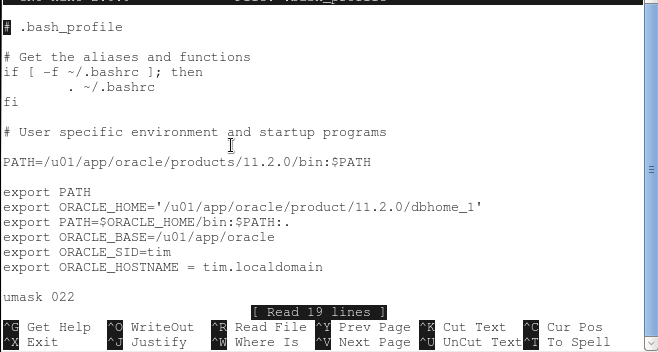 # .bash_profile
# Get the aliases and functions
if [ -f ~/.bashrc ]; then
        . ~/.bashrc
fi
# User specific environment and startup programs
PATH=/u01/app/oracle/products/11.2.0/bin:$PATH
export PATH
export ORACLE_HOME='/u01/app/oracle/product/11.2.0/dbhome_1'
export PATH=$ORACLE_HOME/bin:$PATH:.
export ORACLE_BASE=/u01/app/oracle
export ORACLE_SID=tim
export ORACLE_HOSTNAME = tim.localdomain
umask 022
[ Read 19 lines ]
^G Get Help  ^O WriteOut  ^R Read File ^Y Prev Page ^K Cut Text  ^C Cur Pos
^X Exit      ^J Justify   ^W Where Is  ^V Next Page ^U UnCut Text^T To Spell